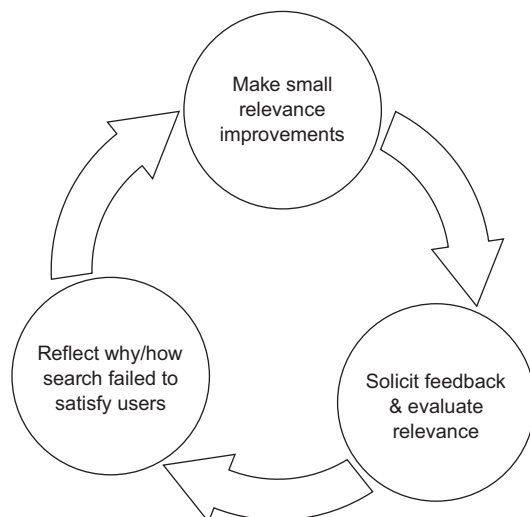 Make small
relevance
improvements
Solicit feedback
& evaluate
relevance
Reflect why/how
search failed to
satisfy users